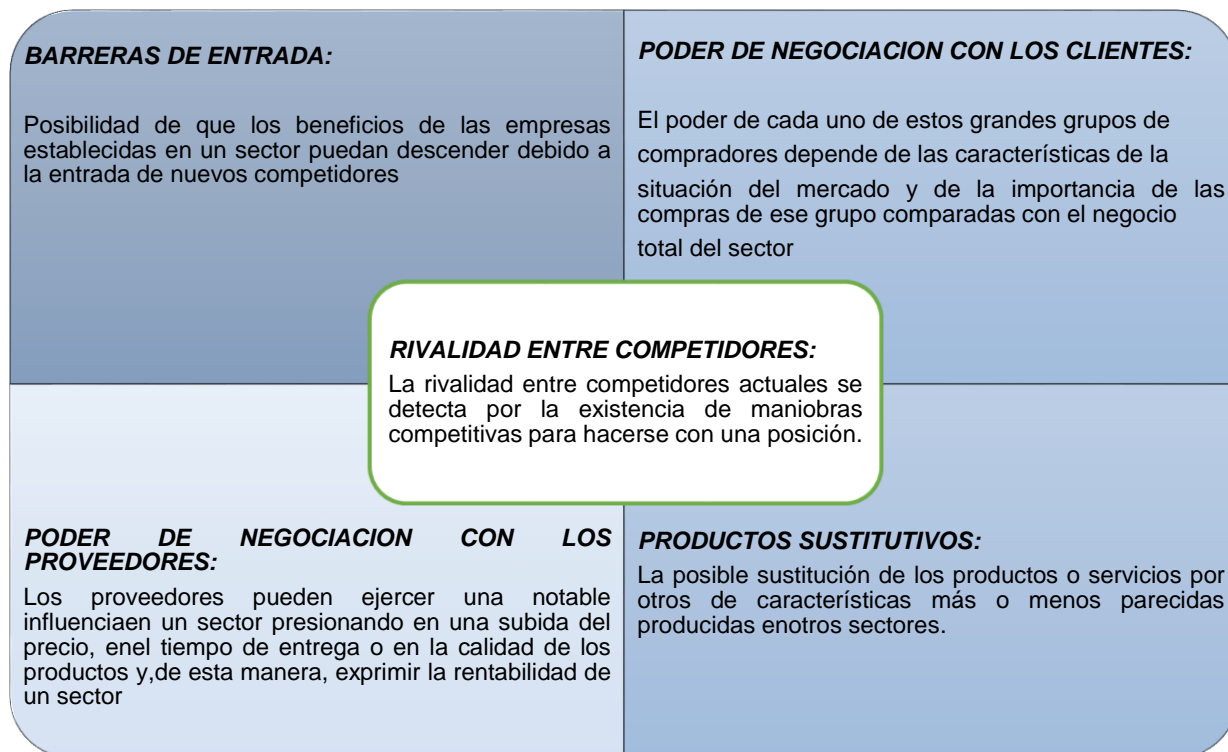 BARRERAS DE ENTRADA:
Posibilidad de que los beneficios de las empresas
establecidas en un sector puedan descender debido a
la entrada de nuevos competidores
PODER DE NEGOCIACION CON LOS CLIENTES:
El poder de cada uno de estos grandes grupos de
compradores depende de las características de la
situación del mercado y de la importancia de las
compras de ese grupo comparadas con el negocio
total del sector
RIVALIDAD ENTRE COMPETIDORES:
La rivalidad entre competidores actuales se
detecta por la existencia de maniobras
competitivas para hacerse con una posición.
PODER DE NEGOCIACION CON LOS
PROVEEDORES:
Los proveedores pueden ejercer una notable
influenciaen un sector presionando en una subida del
precio, enel tiempo de entrega o en la calidad de los
productos y,de esta manera, exprimir la rentabilidad de
un sector
PRODUCTOS SUSTITUTIVOS:
La posible sustitución de los productos o servicios por
otros de características más o menos parecidas
producidas enotros sectores.